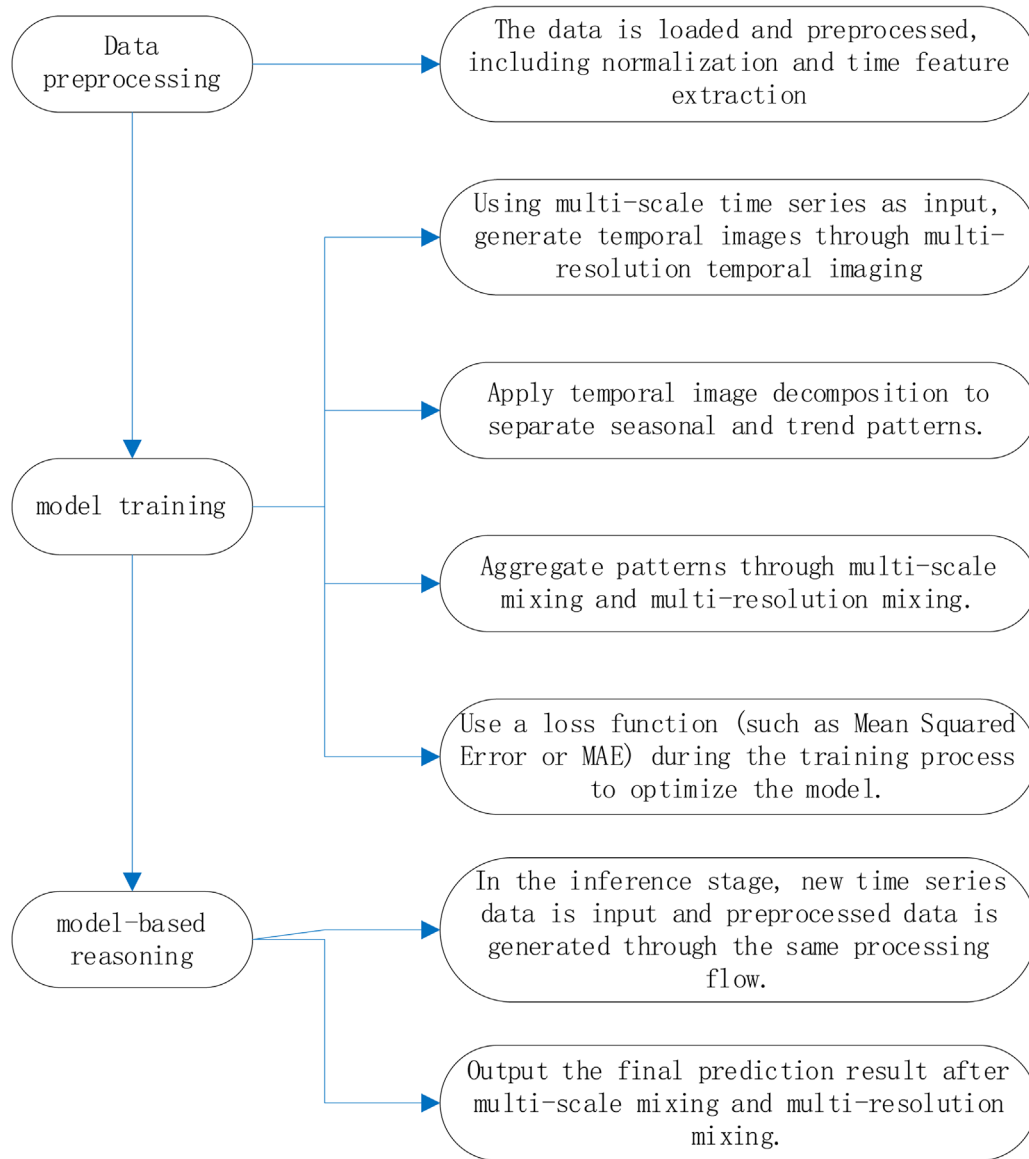 Data
preprocessing
The data is loaded and preprocessed,
including normalization and time feature
extraction
Using multi-scale time series as input,
generate temporal images through multi-
resolution temporal imaging
Apply temporal image decomposition to
separate seasonal and trend patterns.
model training
Aggregate patterns through multi-scale
mixing and multi-resolution mixing.
Use a loss function (such as Mean Squared
Error or MAE) during the training process
to optimize the model.
model-based
reasoning
In the inference stage, new time series
data is input and preprocessed data is
generated through the same processing
flow.
Output the final prediction result after
multi-scale mixing and multi-resolution
mixing.